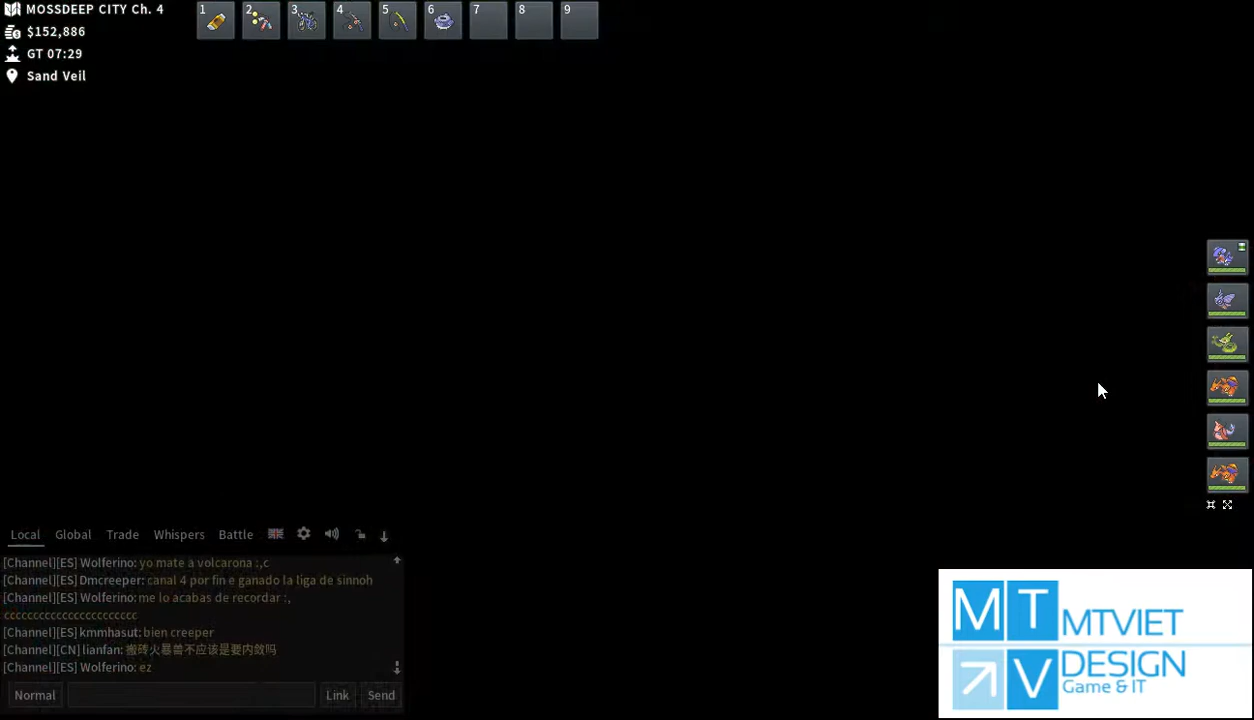 MOSSDEEP CITY Ch. 4
$152,886
GT 07:29
Sand Veil
1 2 3 4 5 6 7 8 9
Local Global Trade Whispers Battle
[Channel][ES] Wolferino: yo mate a volcarona :,c
[Channel][ES] Dmcreeper: canal 4 por fin e ganado la liga de sinnoh
[Channel][ES] Wolferino: me lo acabas de recordar :,
cccccccccccccccccccccc
[Channel][ES] kmmhasut: bien creeper
[Channel][CN] lianfan: 搬砖火暴兽不应该是要内敛吗
[Channel][ES] Wolferino: ez
Normal Link Send
MT MTVIET
V DESIGN
Game & IT